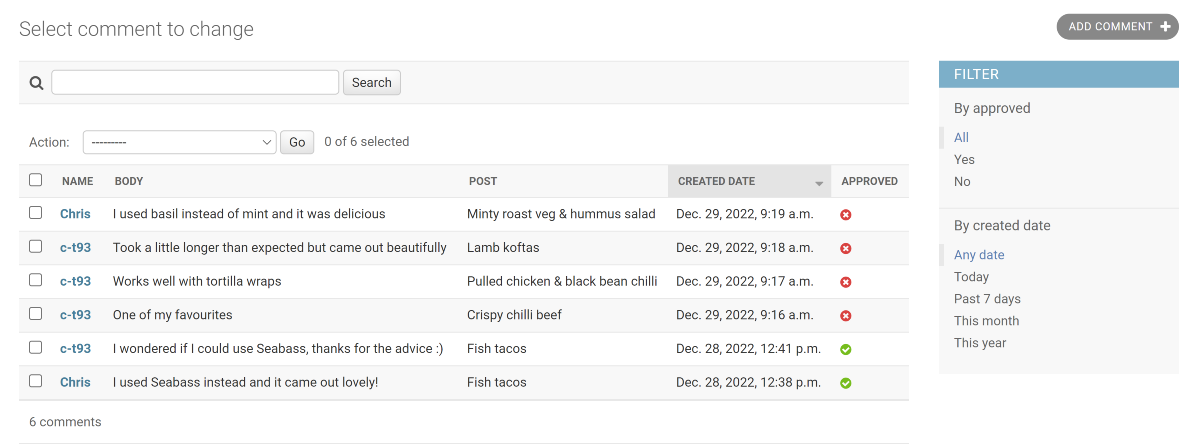 Select comment to change
ADD COMMENT +
Search
FILTER
By approved
All
Yes
No
By created date
Any date
Today
Past 7 days
This month
This year
Action: --------- Go 0 of 6 selected
NAME BODY POST CREATED DATE APPROVED
Chris I used basil instead of mint and it was delicious Minty roast veg & hummus salad Dec. 29, 2022, 9:19 a.m.
c-t93 Took a little longer than expected but came out beautifully Lamb koftas Dec. 29, 2022, 9:18 a.m.
c-t93 Works well with tortilla wraps Pulled chicken & black bean chilli Dec. 29, 2022, 9:17 a.m.
c-t93 One of my favourites Crispy chilli beef Dec. 29, 2022, 9:16 a.m.
c-t93 I wondered if I could use Seabass, thanks for the advice :) Fish tacos Dec. 28, 2022, 12:41 p.m.
Chris I used Seabass instead and it came out lovely! Fish tacos Dec. 28, 2022, 12:38 p.m.
6 comments